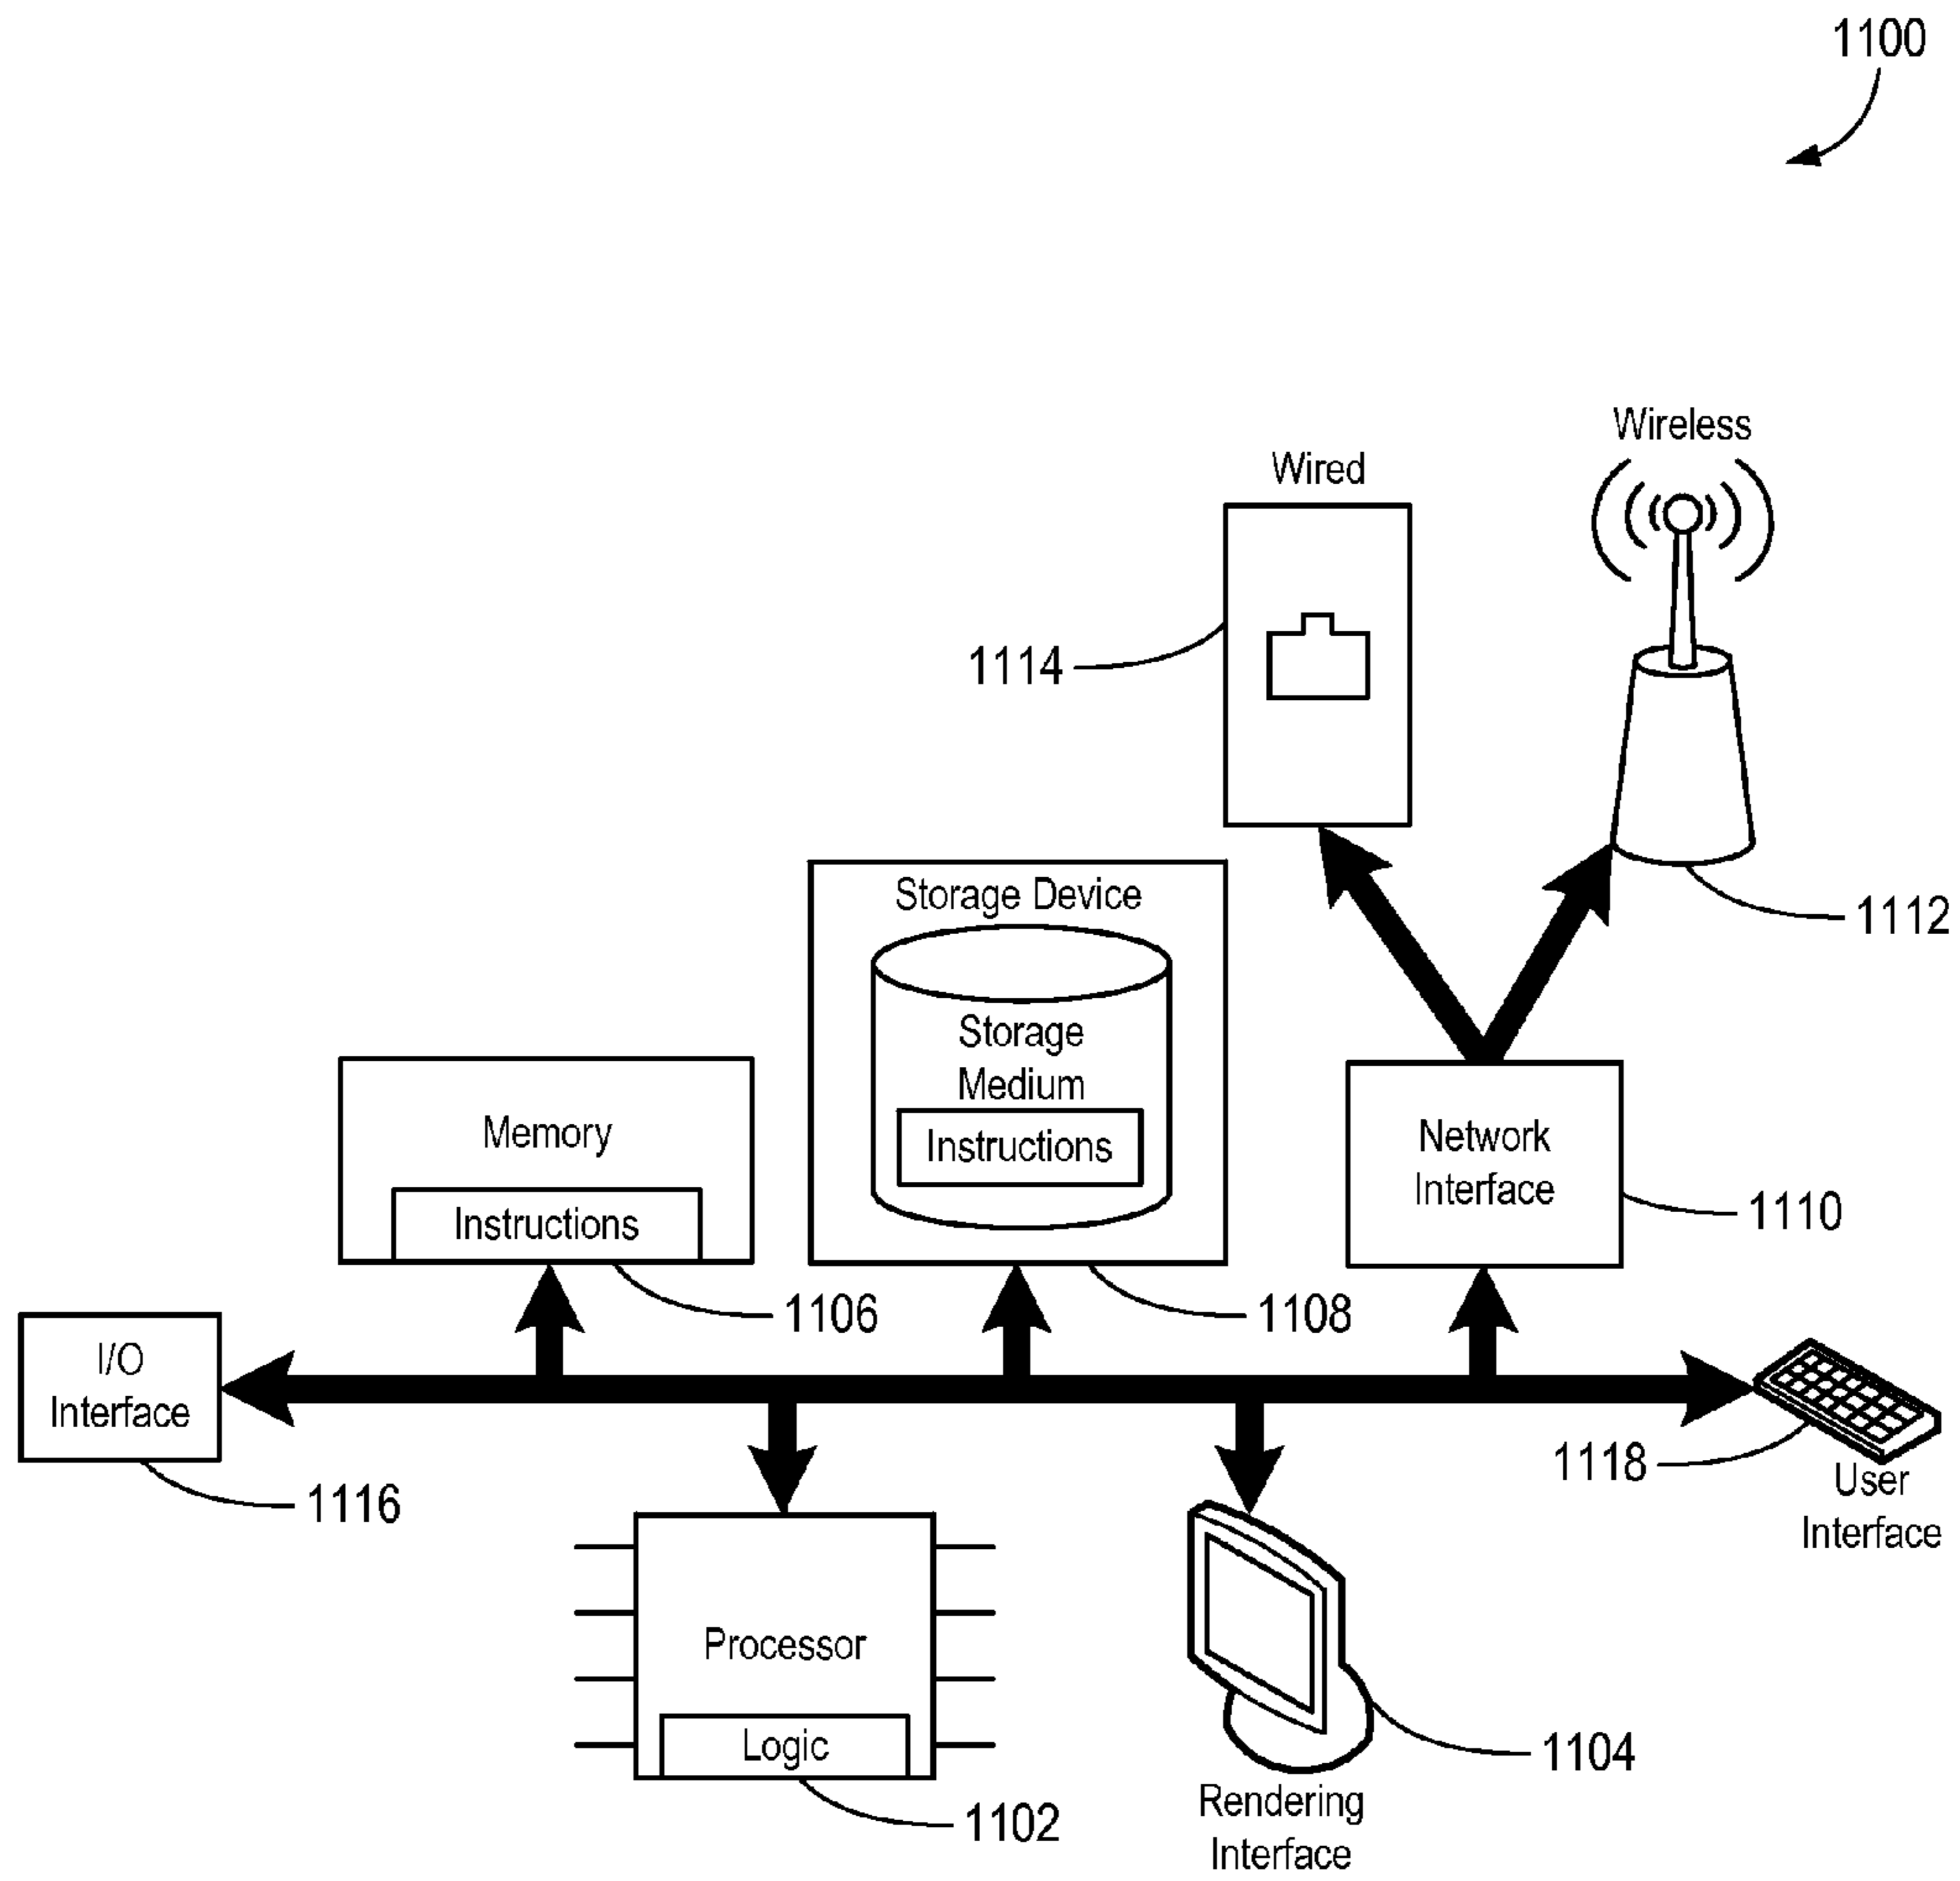 1100
Wireless
Wired
1114
1112
Storage Device
Storage
Medium
Instructions
Memory
Instructions
Network
Interface
1110
1106
1108
I/O
Interface
1116
1118
User
Interface
Processor
Logic
1102
1104
Rendering
Interface